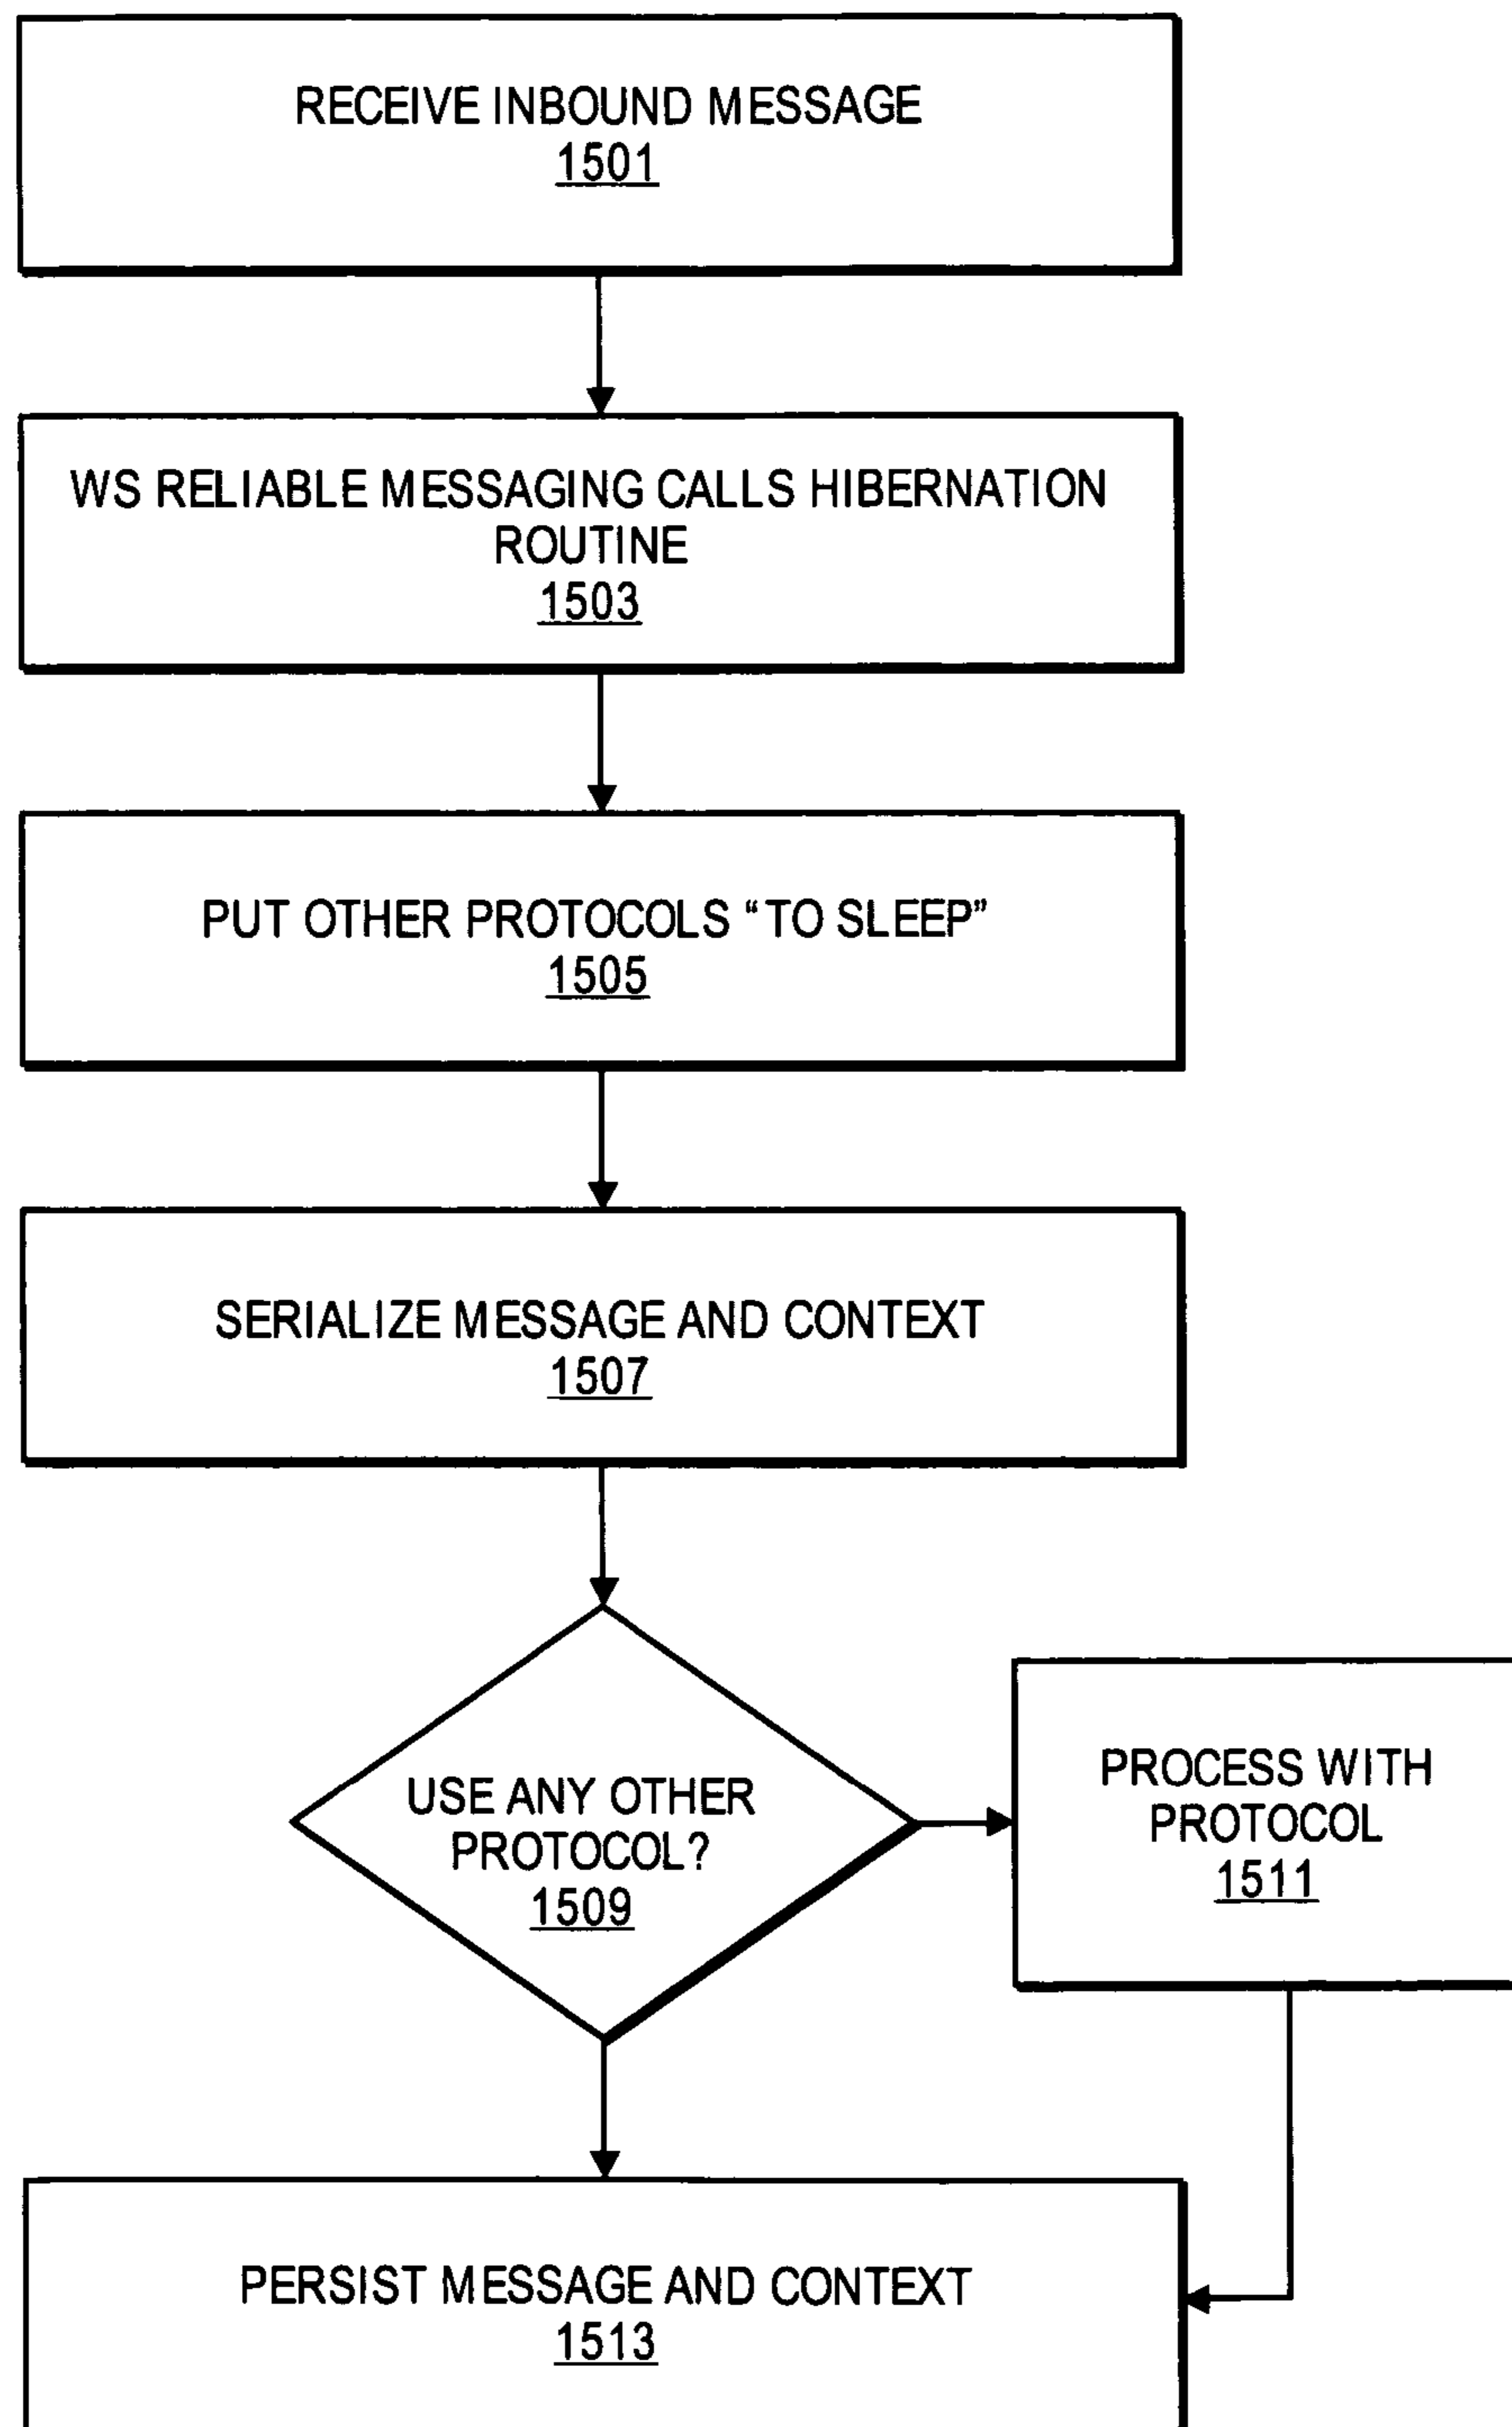 RECEIVE INBOUND MESSAGE
1501
WS RELIABLE MESSAGING CALLS HIBERNATION
ROUTINE
1503
PUT OTHER PROTOCOLS “TO SLEEP”
1505
SERIALIZE MESSAGE AND CONTEXT
1507
USE ANY OTHER
PROTOCOL?
1509
PROCESS WITH
PROTOCOL
1511
PERSIST MESSAGE AND CONTEXT
1513